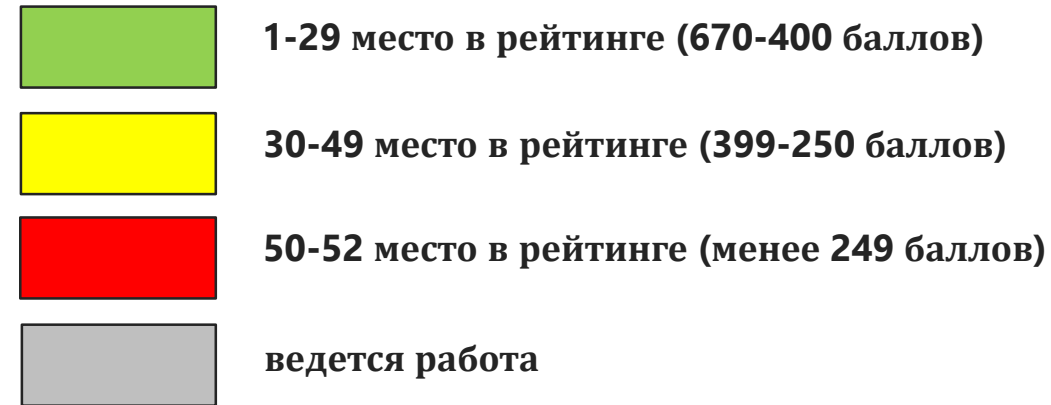 1-29 место в рейтинге (670-400 баллов)
30-49 место в рейтинге (399-250 баллов)
50-52 место в рейтинге (менее 249 баллов)
ведется работа